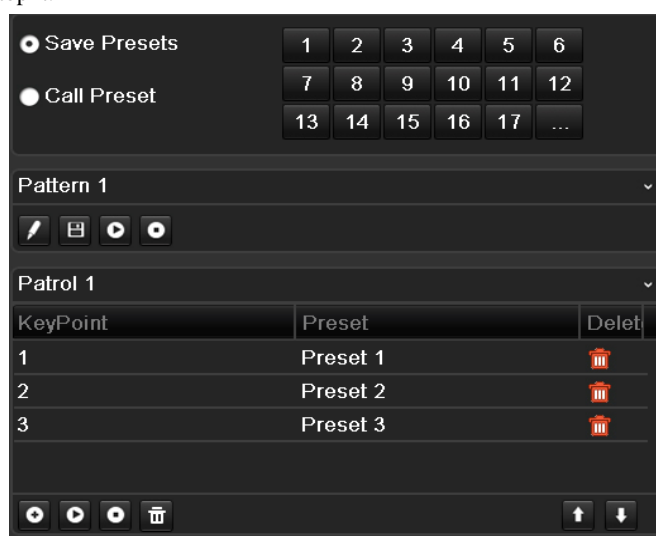 Save Presets
1 2 3 4 5 6
Call Preset
7 8 9 10 11 12
13 14 15 16 17 ...
Pattern 1
Patrol 1
KeyPoint Preset Delet
1 Preset 1
2 Preset 2
3 Preset 3